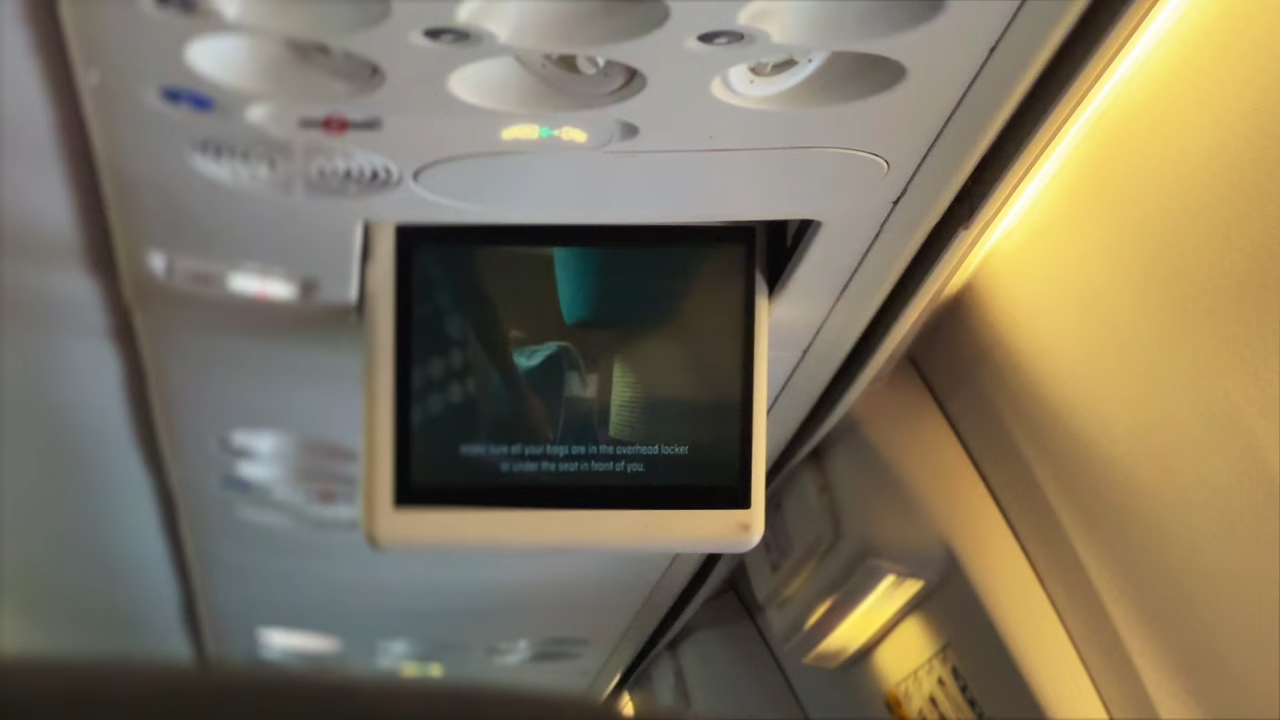 make sure all your bags are in the overhead locker
or under the seat in front of you.